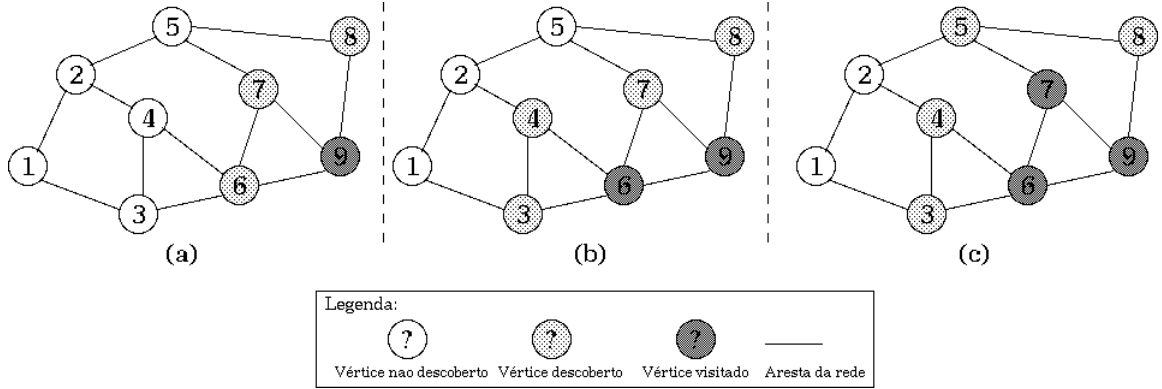 5 8 5 8 5 8
2 7 2 7 2 7
4 4 4
1 9 1 9 1 9
6 6 6
3 3 3
(a) (b) (c)
Legenda:
? ? ?
Vértice nao descoberto Vértice descoberto Vértice visitado Aresta da rede